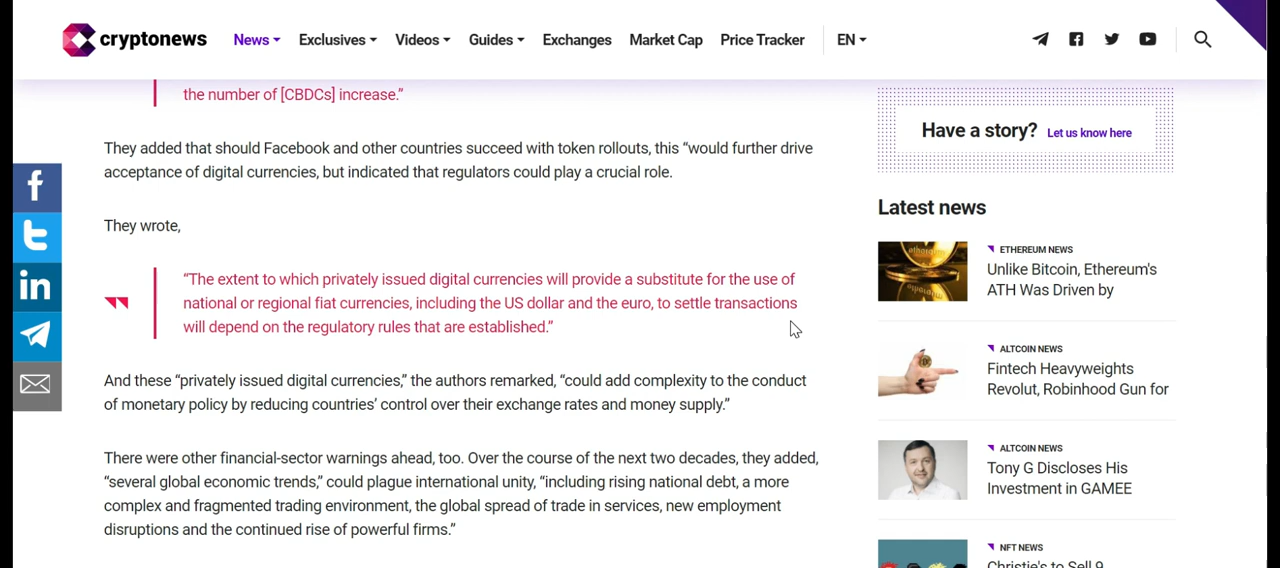 cryptonews
News Exclusives Videos Guides Exchanges Market Cap Price Tracker EN
the number of [CBDCs] increase.”
They added that should Facebook and other countries succeed with token rollouts, this “would further drive
acceptance of digital currencies, but indicated that regulators could play a crucial role.
They wrote,
“The extent to which privately issued digital currencies will provide a substitute for the use of
national or regional fiat currencies, including the US dollar and the euro, to settle transactions
will depend on the regulatory rules that are established.”
And these “privately issued digital currencies,” the authors remarked, “could add complexity to the conduct
of monetary policy by reducing countries’ control over their exchange rates and money supply.”
There were other financial-sector warnings ahead, too. Over the course of the next two decades, they added,
“several global economic trends,” could plague international unity, “including rising national debt, a more
complex and fragmented trading environment, the global spread of trade in services, new employment
disruptions and the continued rise of powerful firms.”
Have a story? Let us know here
Latest news
ETHEREUM NEWS
Unlike Bitcoin, Ethereum's
ATH Was Driven by
ALTCOIN NEWS
Fintech Heavyweights
Revolut, Robinhood Gun for
ALTCOIN NEWS
Tony G Discloses His
Investment in GAMEE
NFT NEWS
Christie's to Sell 9